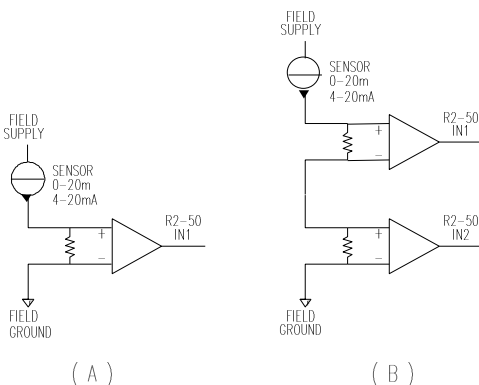 FIELD
SUPPLY
SENSOR
0-20m
4-20mA
+
-
R2-50
IN1
FIELD
GROUND
( A )
FIELD
SUPPLY
SENSOR
0-20m
4-20mA
+
-
R2-50
IN1
+
-
R2-50
IN2
FIELD
GROUND
( B )